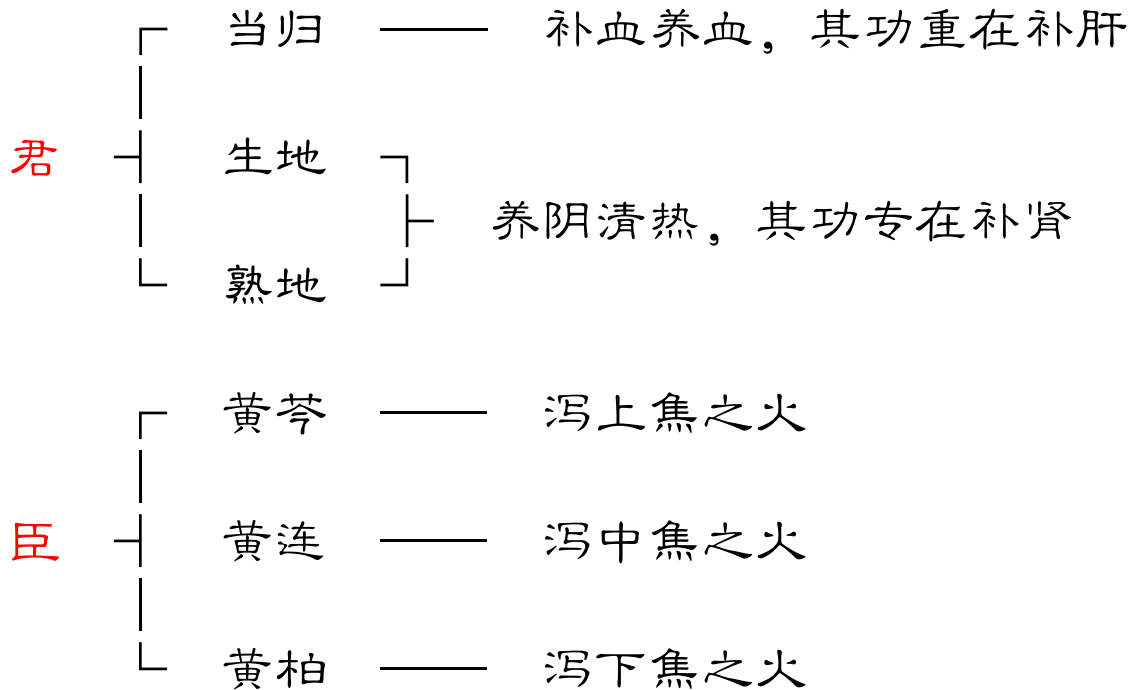 当归 补血养血，其功重在补肝
君 生地
养阴清热，其功专在补肾
熟地
黄芩 泻上焦之火
臣 黄连 泻中焦之火
黄柏 泻下焦之火